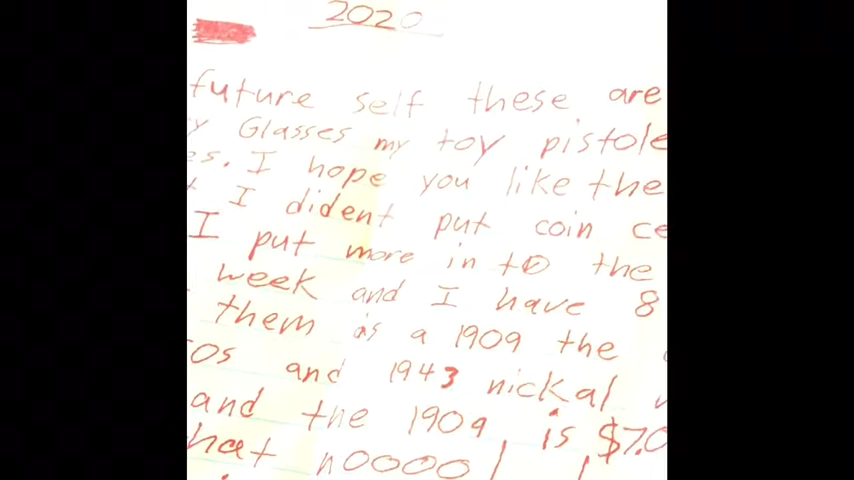 2020
future self these are
y Glasses my toy pistole
es. I hope you like the
t I dident put coin ce
I put more in to the
week and I have 8
them is a 1909 the
os and 1943 nickal
and the 1909 is $7.0
hat noooo!